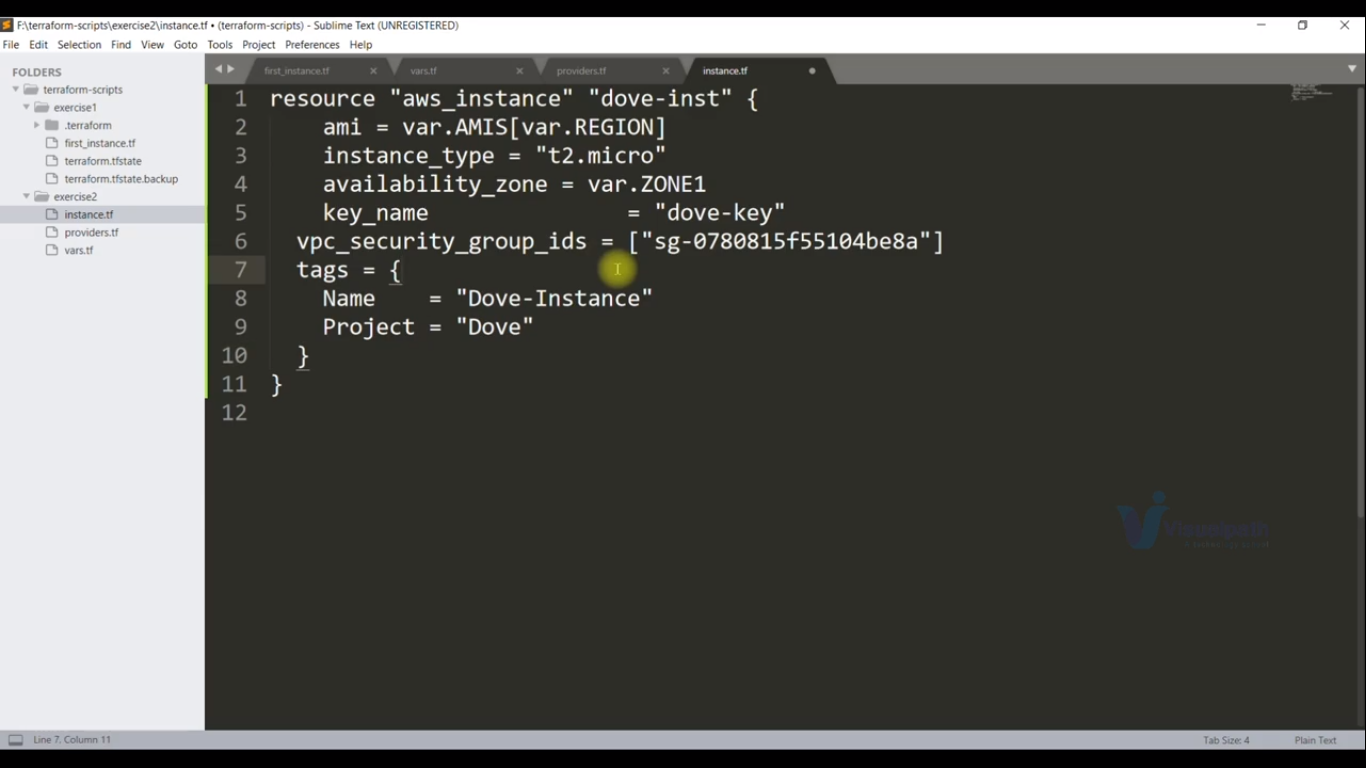 F:\terraform-scripts\exercise2\instance.tf • (terraform-scripts) - Sublime Text (UNREGISTERED)
File Edit Selection Find View Goto Tools Project Preferences Help
FOLDERS
terraform-scripts
exercise1
.terraform
first_instance.tf
terraform.tfstate
terraform.tfstate.backup
exercise2
instance.tf
providers.tf
vars.tf
first_instance.tf vars.tf providers.tf instance.tf
1 resource "aws_instance" "dove-inst" {
2 ami = var.AMIS[var.REGION]
3 instance_type = "t2.micro"
4 availability_zone = var.ZONE1
5 key_name = "dove-key"
6 vpc_security_group_ids = ["sg-0780815f55104be8a"]
7 tags = {
8 Name = "Dove-Instance"
9 Project = "Dove"
10 }
11 }
12
Visualpath
Line 7, Column 11
Tab Size: 4 Plain Text